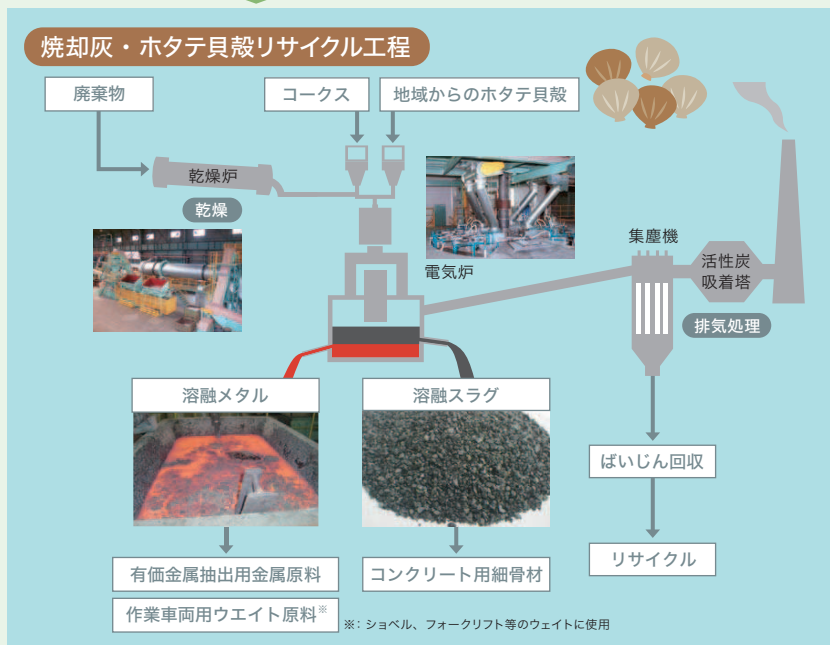 焼却灰・ホタテ貝殻リサイクル工程
廃棄物
コークス
地域からのホタテ貝殻
乾燥炉
乾燥
電気炉
集塵機
活性炭
吸着塔
排気処理
溶融メタル
溶融スラグ
ばいじん回収
有価金属抽出用金属原料
コンクリート用細骨材
リサイクル
作業車両用ウエイト原料※
※：ショベル、フォークリフト等のウェイトに使用